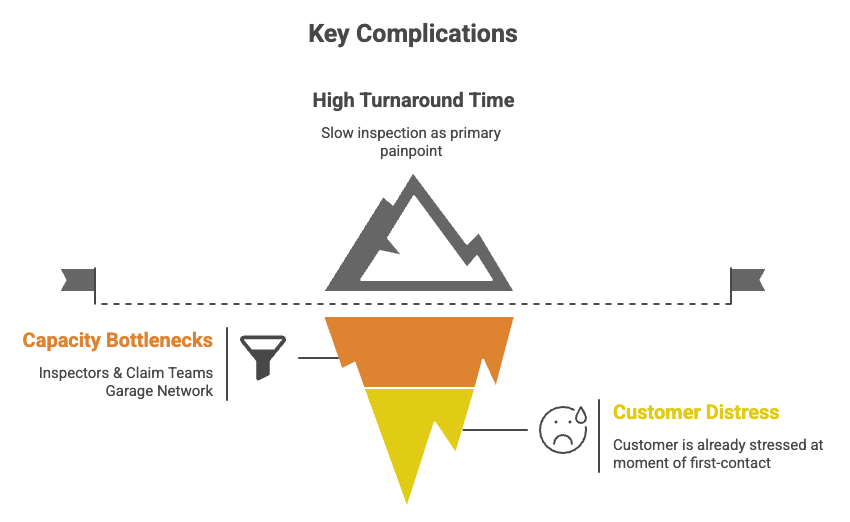 Key Complications
High Turnaround Time
Slow inspection as primary
painpoint
Capacity Bottlenecks
Inspectors & Claim Teams
Garage Network
Customer Distress
Customer is already stressed at
moment of first-contact